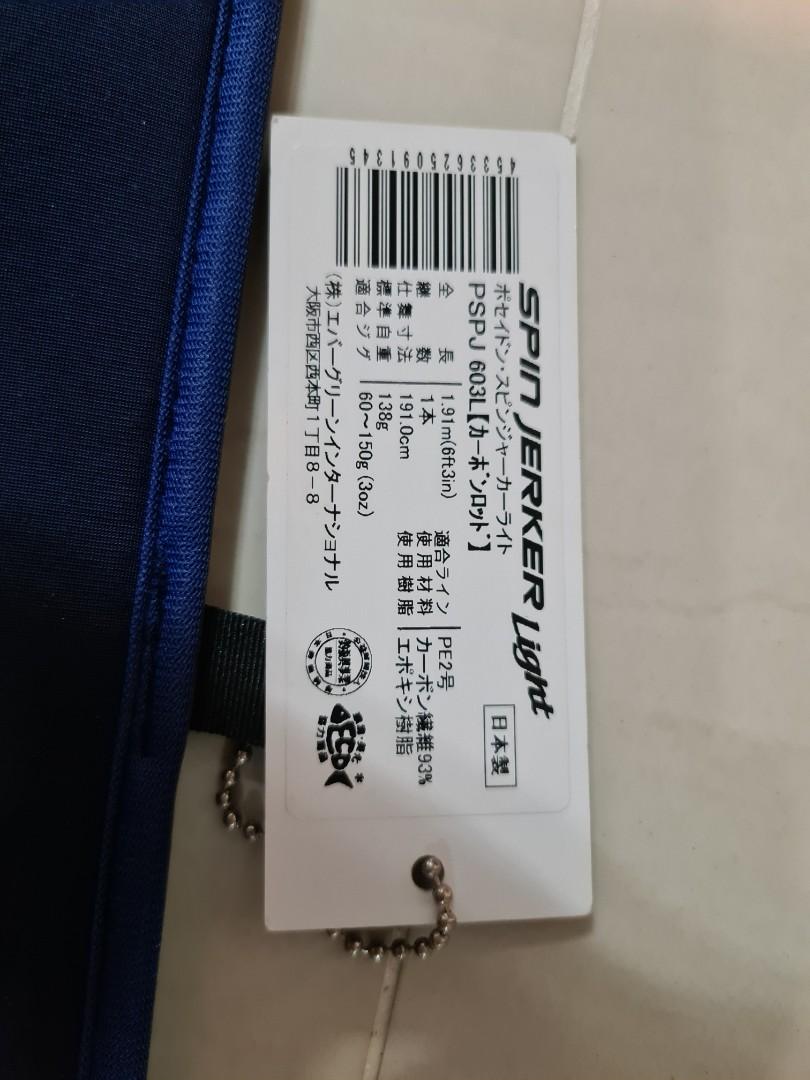 SPIN JERKER Light
ポセイドン・スピンジャーカーライト
PSPJ 603L【カーボンロッド】
日本製
全長 1.91m(6ft3in) 適合ライン PE2号
継数 1本 使用材料 カーボン繊維93%
仕舞寸法 191.0cm 使用樹脂 エポキシ樹脂
標準自重 138g
適合ジグ 60〜150g(3oz)
(株)エバーグリーンインターナショナル
大阪市西区西本町1丁目8-8
4533625091345
ECO